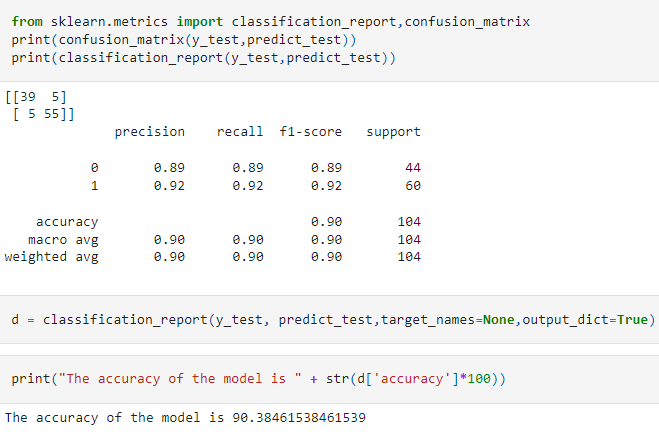 from sklearn.metrics import classification_report,confusion_matrix
print(confusion_matrix(y_test,predict_test))
print(classification_report(y_test,predict_test))
[[39  5]
 [ 5 55]]
              precision    recall  f1-score   support
           0       0.89      0.89      0.89        44
           1       0.92      0.92      0.92        60
    accuracy                           0.90       104
   macro avg       0.90      0.90      0.90       104
weighted avg       0.90      0.90      0.90       104
d = classification_report(y_test, predict_test,target_names=None,output_dict=True)
print("The accuracy of the model is " + str(d['accuracy']*100))
The accuracy of the model is 90.38461538461539